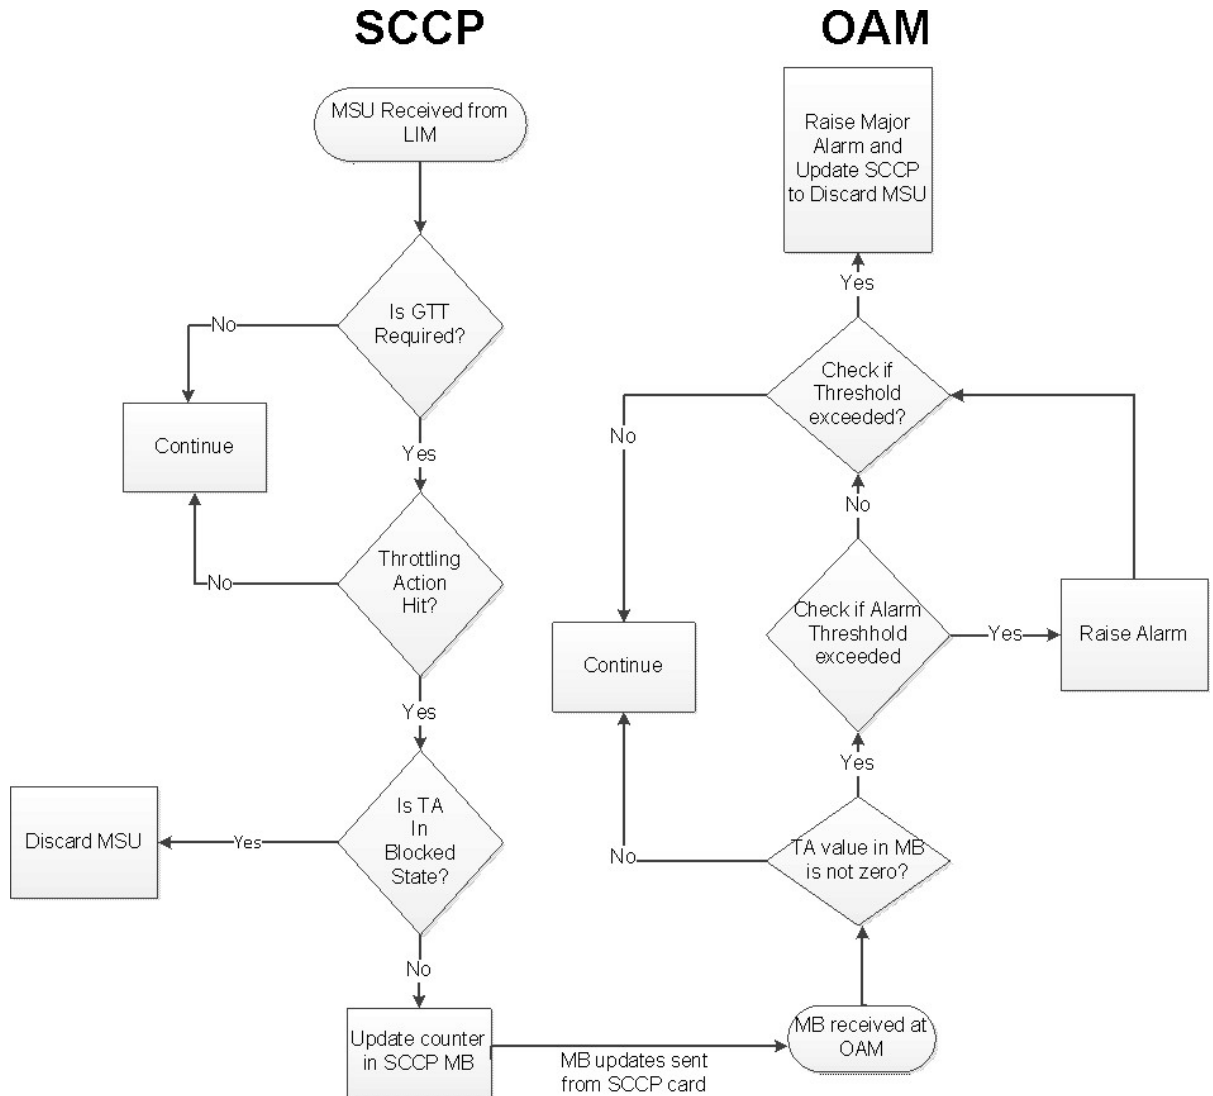 SCCP
OAM
MSU Received from
LIM
Is GTT
Required?
No
Continue
Yes
Throttling
Action
Hit?
No
Yes
Is TA
In
Blocked
State?
Yes
Discard MSU
No
Update counter
in SCCP MB
MB updates sent
from SCCP card
MB received at
OAM
TA value in MB
is not zero?
No
Yes
Check if Alarm
Threshhold
exceeded
Yes
Raise Alarm
No
Continue
Check if
Threshold
exceeded?
No
Yes
Raise Major
Alarm and
Update SCCP
to Discard MSU